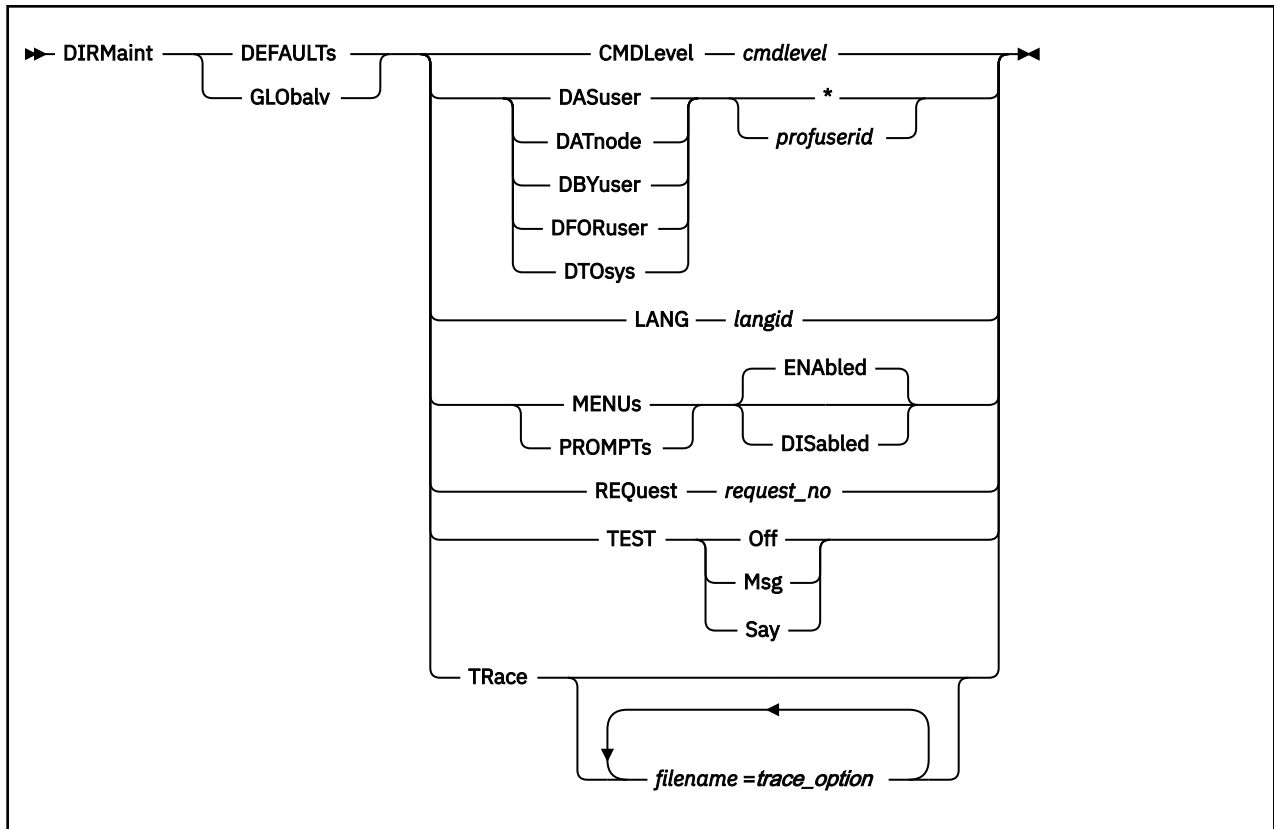 DIRMaint DEFAULTs CMDLevel cmdlevel
GLObalv
DASuser *
profuserid
DATnode
DBYuser
DFORuser
DTOsys
LANG langid
ENAbled
MENUs
PROMPTs DISabled
REQuest request_no
TEST Off
Msg
Say
TRace
filename =trace_option